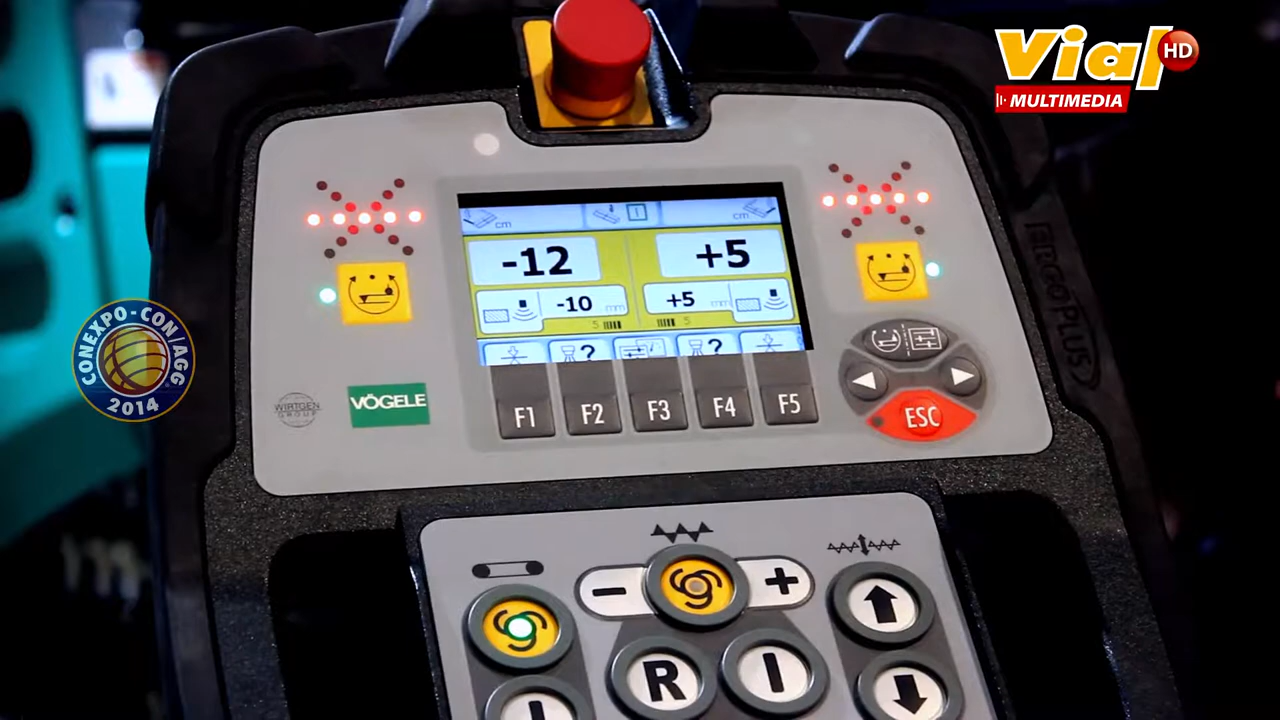 Vial HD
MULTIMEDIA
cm
cm
-12
+5
-10 mm
+5 mm
5
5
?
?
ERGOPLUS
CONEXPO-CON/AGG
2014
WIRTGEN
GROUP
VÖGELE
F1 F2 F3 F4 F5
ESC
-
+
R
I